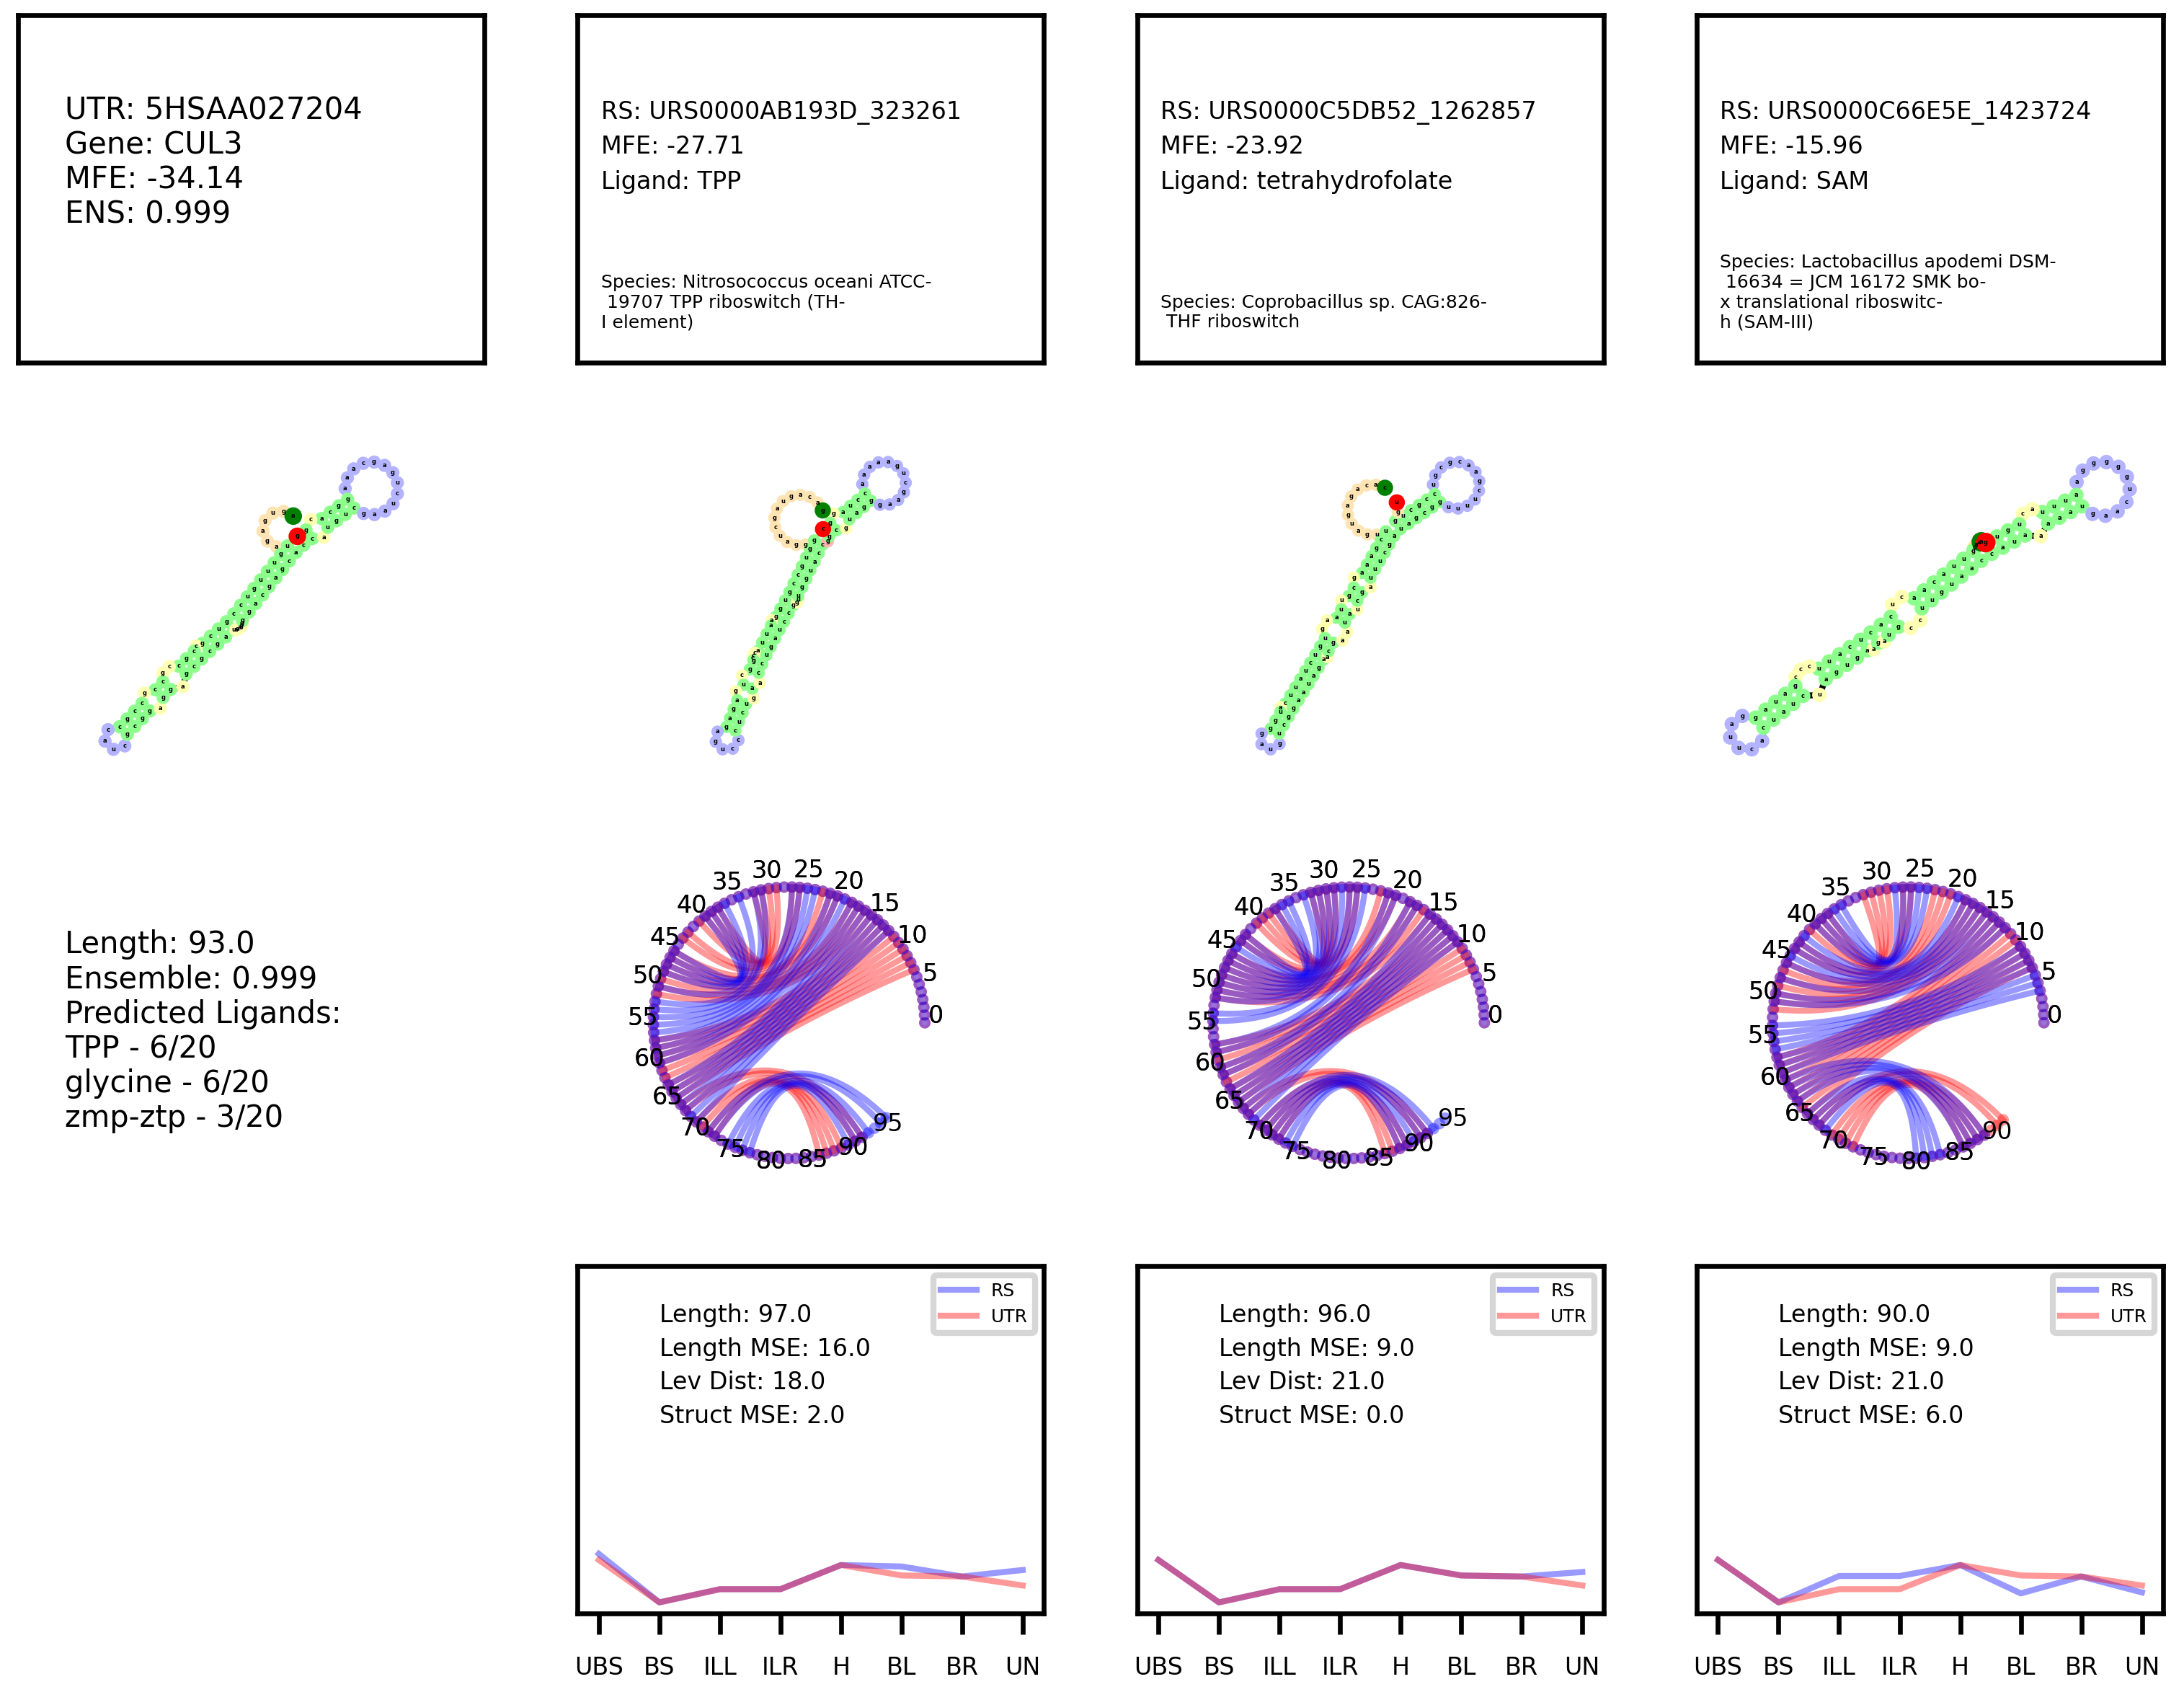 UTR: 5HSAA027204
Gene: CUL3
MFE: -34.14
ENS: 0.999
RS: URS0000AB193D_323261
MFE: -27.71
Ligand: TPP
Species: Nitrosococcus oceani ATCC-
19707 TPP riboswitch (TH-
I element)
RS: URS0000C5DB52_1262857
MFE: -23.92
Ligand: tetrahydrofolate
Species: Coprobacillus sp. CAG:826-
THF riboswitch
RS: URS0000C66E5E_1423724
MFE: -15.96
Ligand: SAM
Species: Lactobacillus apodemi DSM-
16634 = JCM 16172 SMK bo-
x translational riboswitc-
h (SAM-III)
Length: 93.0
Ensemble: 0.999
Predicted Ligands:
TPP - 6/20
glycine - 6/20
zmp-ztp - 3/20
0
5
10
15
20
25
30
35
40
45
50
55
60
65
70
75
80
85
90
95
0
5
10
15
20
25
30
35
40
45
50
55
60
65
70
75
80
85
90
95
0
5
10
15
20
25
30
35
40
45
50
55
60
65
70
75
80
85
90
RS
UTR
Length: 97.0
Length MSE: 16.0
Lev Dist: 18.0
Struct MSE: 2.0
UBS BS ILL ILR H BL BR UN
RS
UTR
Length: 96.0
Length MSE: 9.0
Lev Dist: 21.0
Struct MSE: 0.0
UBS BS ILL ILR H BL BR UN
RS
UTR
Length: 90.0
Length MSE: 9.0
Lev Dist: 21.0
Struct MSE: 6.0
UBS BS ILL ILR H BL BR UN